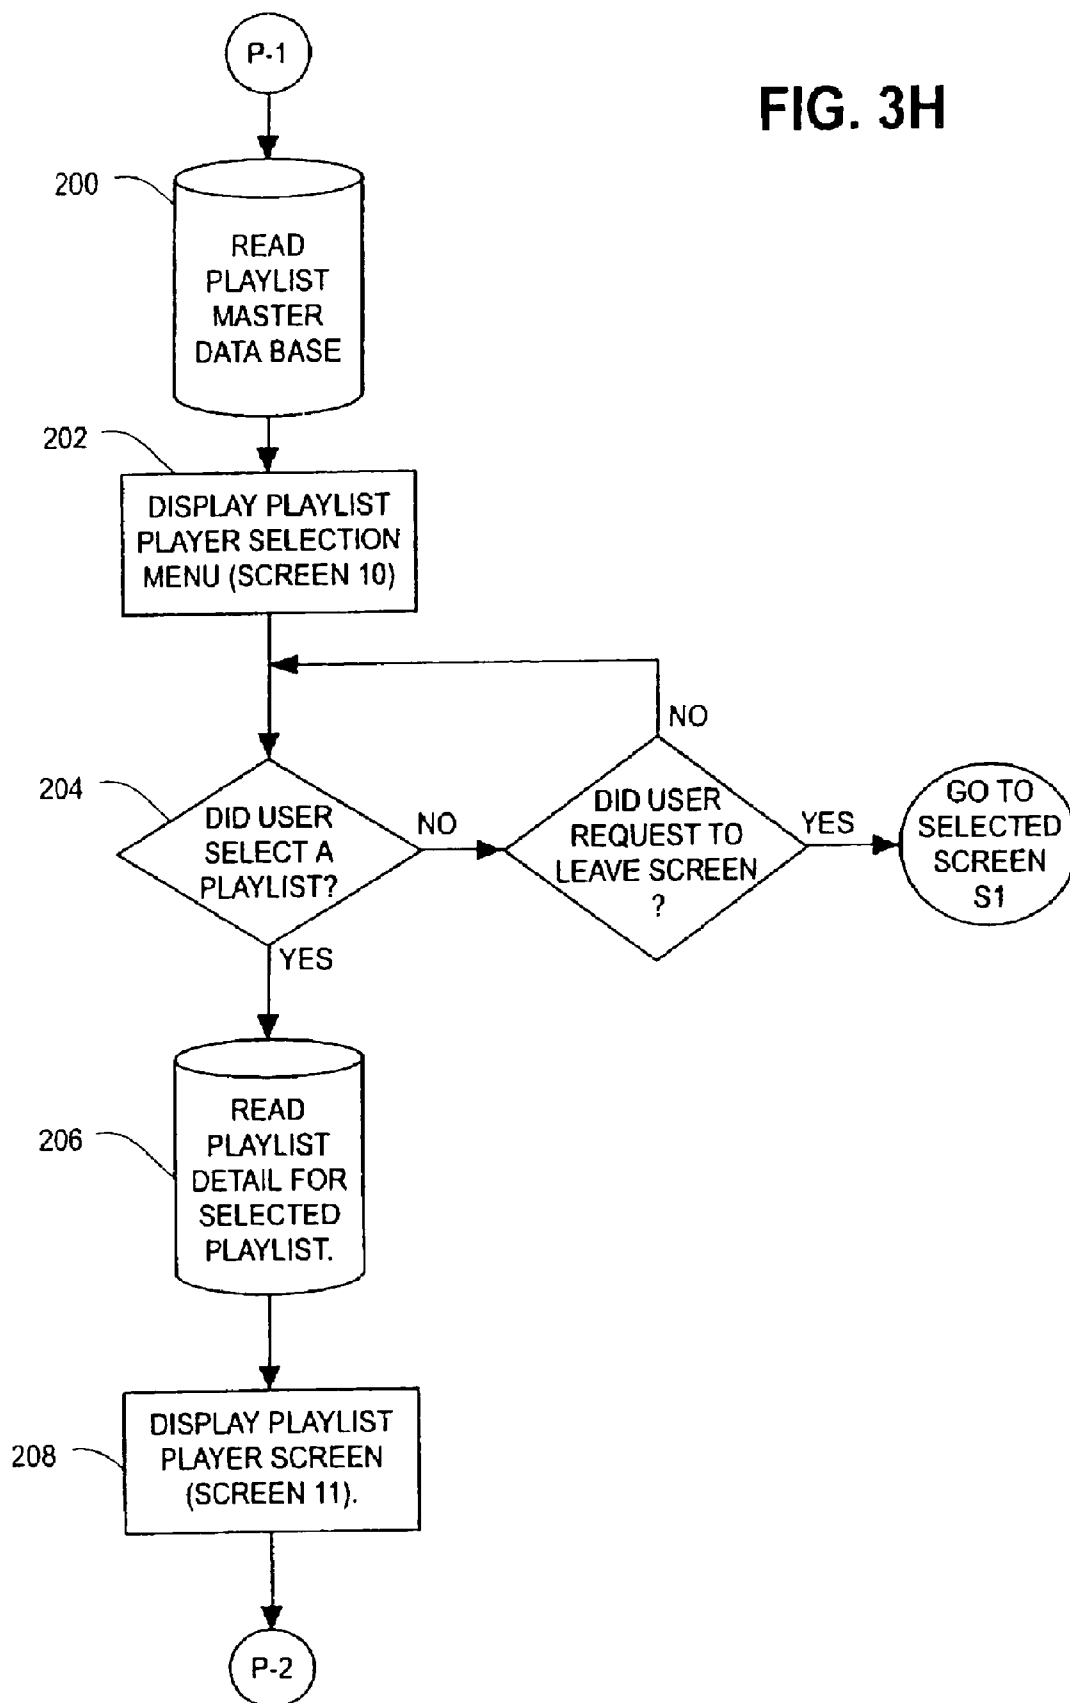 P-1
FIG. 3H
200
READ
PLAYLIST
MASTER
DATA BASE
202
DISPLAY PLAYLIST
PLAYER SELECTION
MENU (SCREEN 10)
NO
204
DID USER
SELECT A
PLAYLIST?
NO
DID USER
REQUEST TO
LEAVE SCREEN
?
YES
GO TO
SELECTED
SCREEN
S1
YES
206
READ
PLAYLIST
DETAIL FOR
SELECTED
PLAYLIST.
208
DISPLAY PLAYLIST
PLAYER SCREEN
(SCREEN 11).
P-2